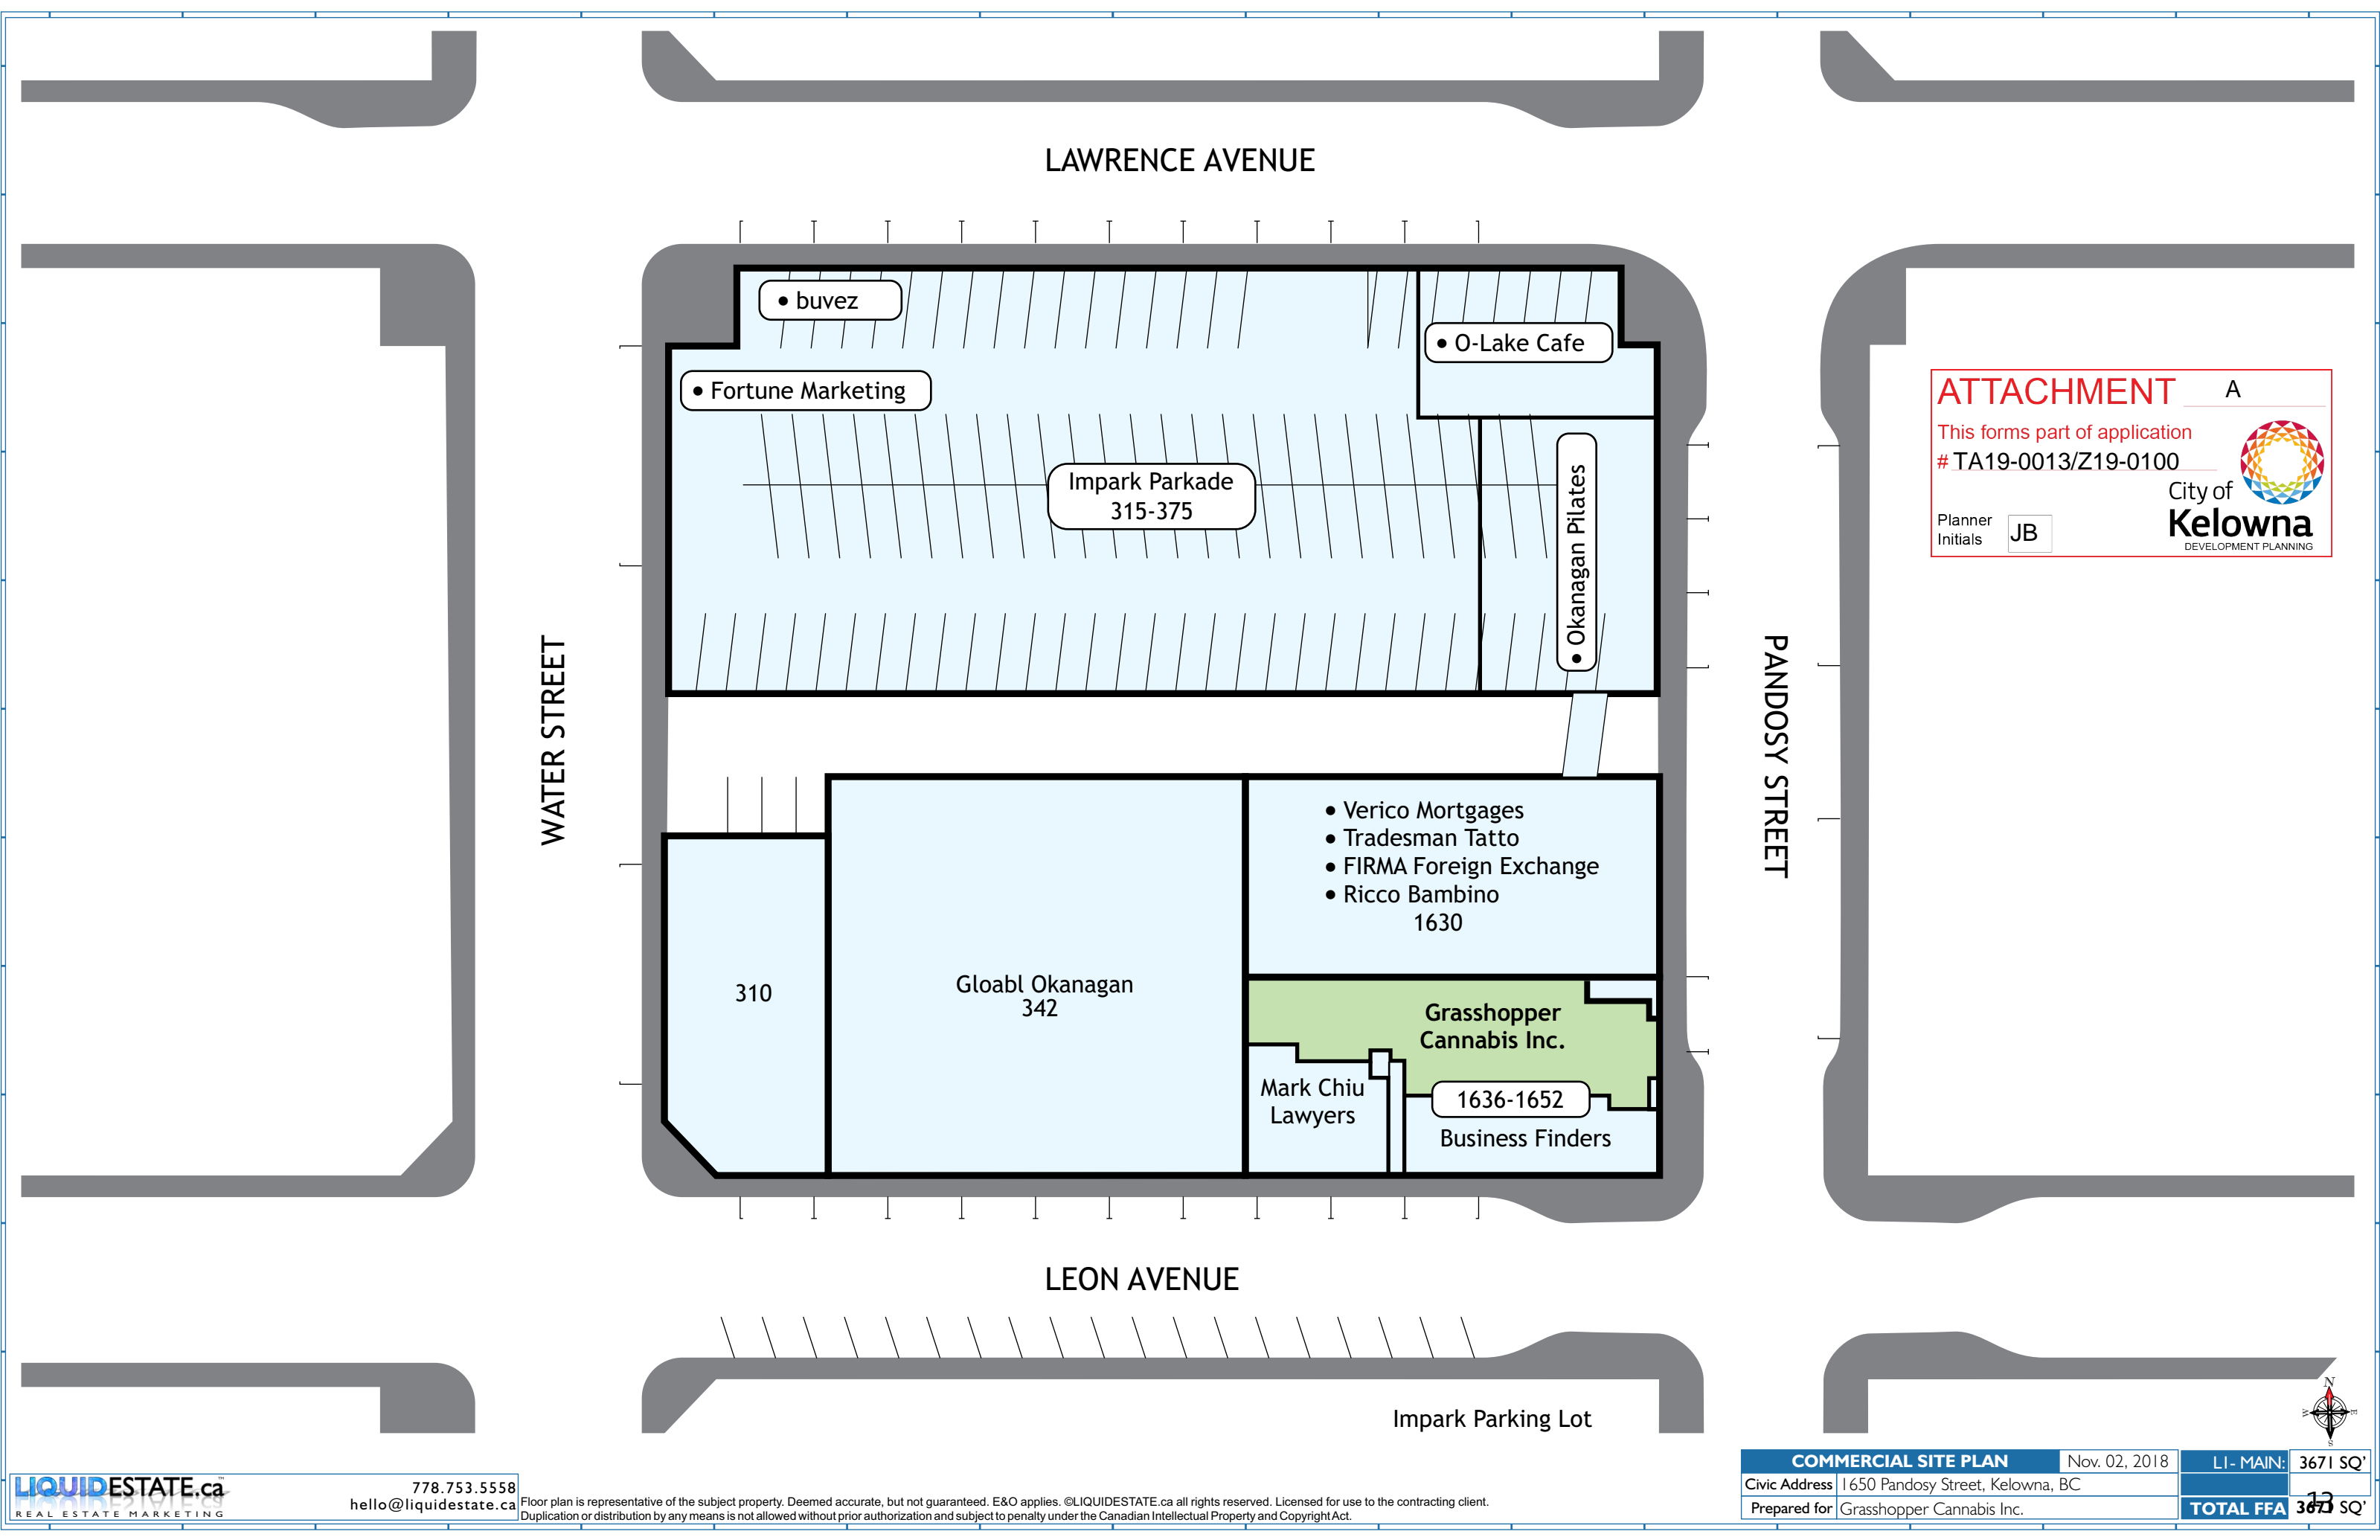 LAWRENCE AVENUE
• buvez
• O-Lake Cafe
• Fortune Marketing
Impark Parkade
315-375
• Okanagan Pilates
ATTACHMENT A
This forms part of application
# TA19-0013/Z19-0100
City of
Kelowna
DEVELOPMENT PLANNING
Planner
Initials JB
WATER STREET
PANDOSY STREET
• Verico Mortgages
• Tradesman Tatto
• FIRMA Foreign Exchange
• Ricco Bambino
1630
310
Gloabl Okanagan
342
Grasshopper
Cannabis Inc.
Mark Chiu
Lawyers
1636-1652
Business Finders
LEON AVENUE
Impark Parking Lot
N
W E
S
LIQUIDESTATE.ca™
REAL ESTATE MARKETING
778.753.5558
hello@liquidestate.ca
Floor plan is representative of the subject property. Deemed accurate, but not guaranteed. E&O applies. ©LIQUIDESTATE.ca all rights reserved. Licensed for use to the contracting client.
Duplication or distribution by any means is not allowed without prior authorization and subject to penalty under the Canadian Intellectual Property and Copyright Act.
COMMERCIAL SITE PLAN Nov. 02, 2018 L1- MAIN: 3671 SQ'
Civic Address 1650 Pandosy Street, Kelowna, BC
Prepared for Grasshopper Cannabis Inc. TOTAL FFA 3671 SQ'
13